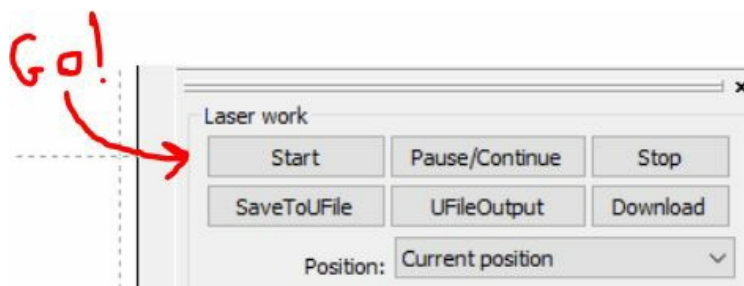 Go!
Laser work
Start Pause/Continue Stop
SaveToUFile UFileOutput Download
Position: Current position